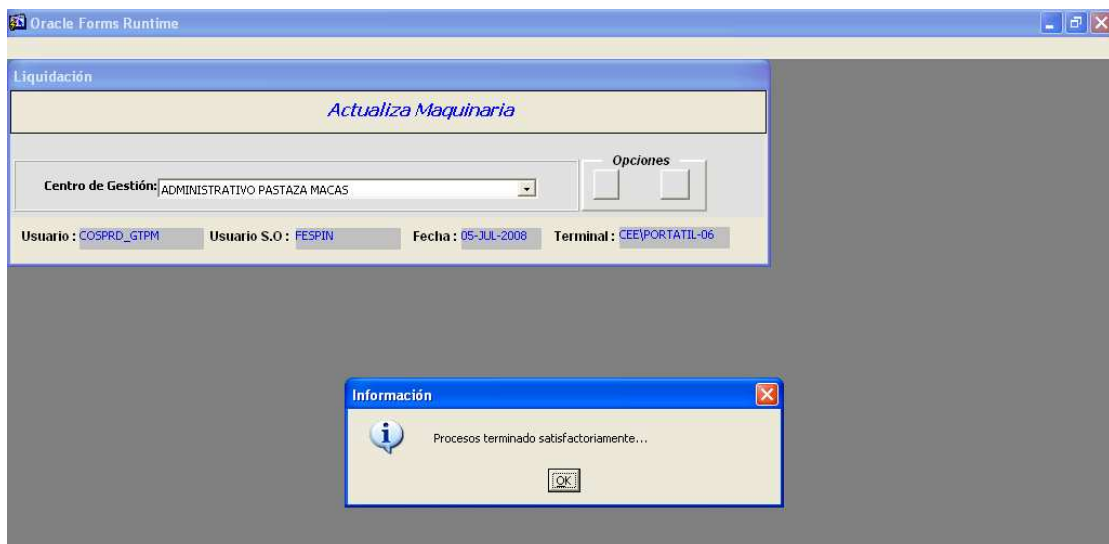 Oracle Forms Runtime
Liquidación
Actualiza Maquinaria
Opciones
Centro de Gestión: ADMINISTRATIVO PASTAZA MACAS
Usuario : COSPRD_GTPM Usuario S.O : FESPIN Fecha : 05-JUL-2008 Terminal : CEE\PORTATIL-06
Información
Procesos terminado satisfactoriamente...
OK